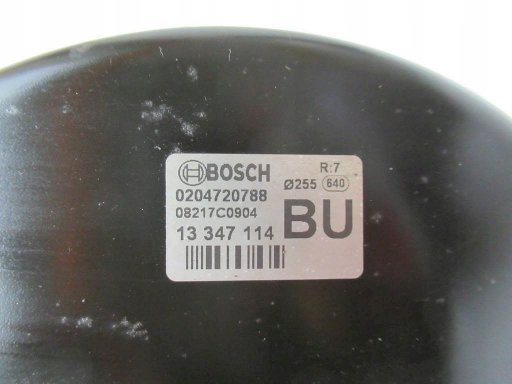 BOSCH R:7
0204720788 Ø255 640
08217C0904
13 347 114 BU